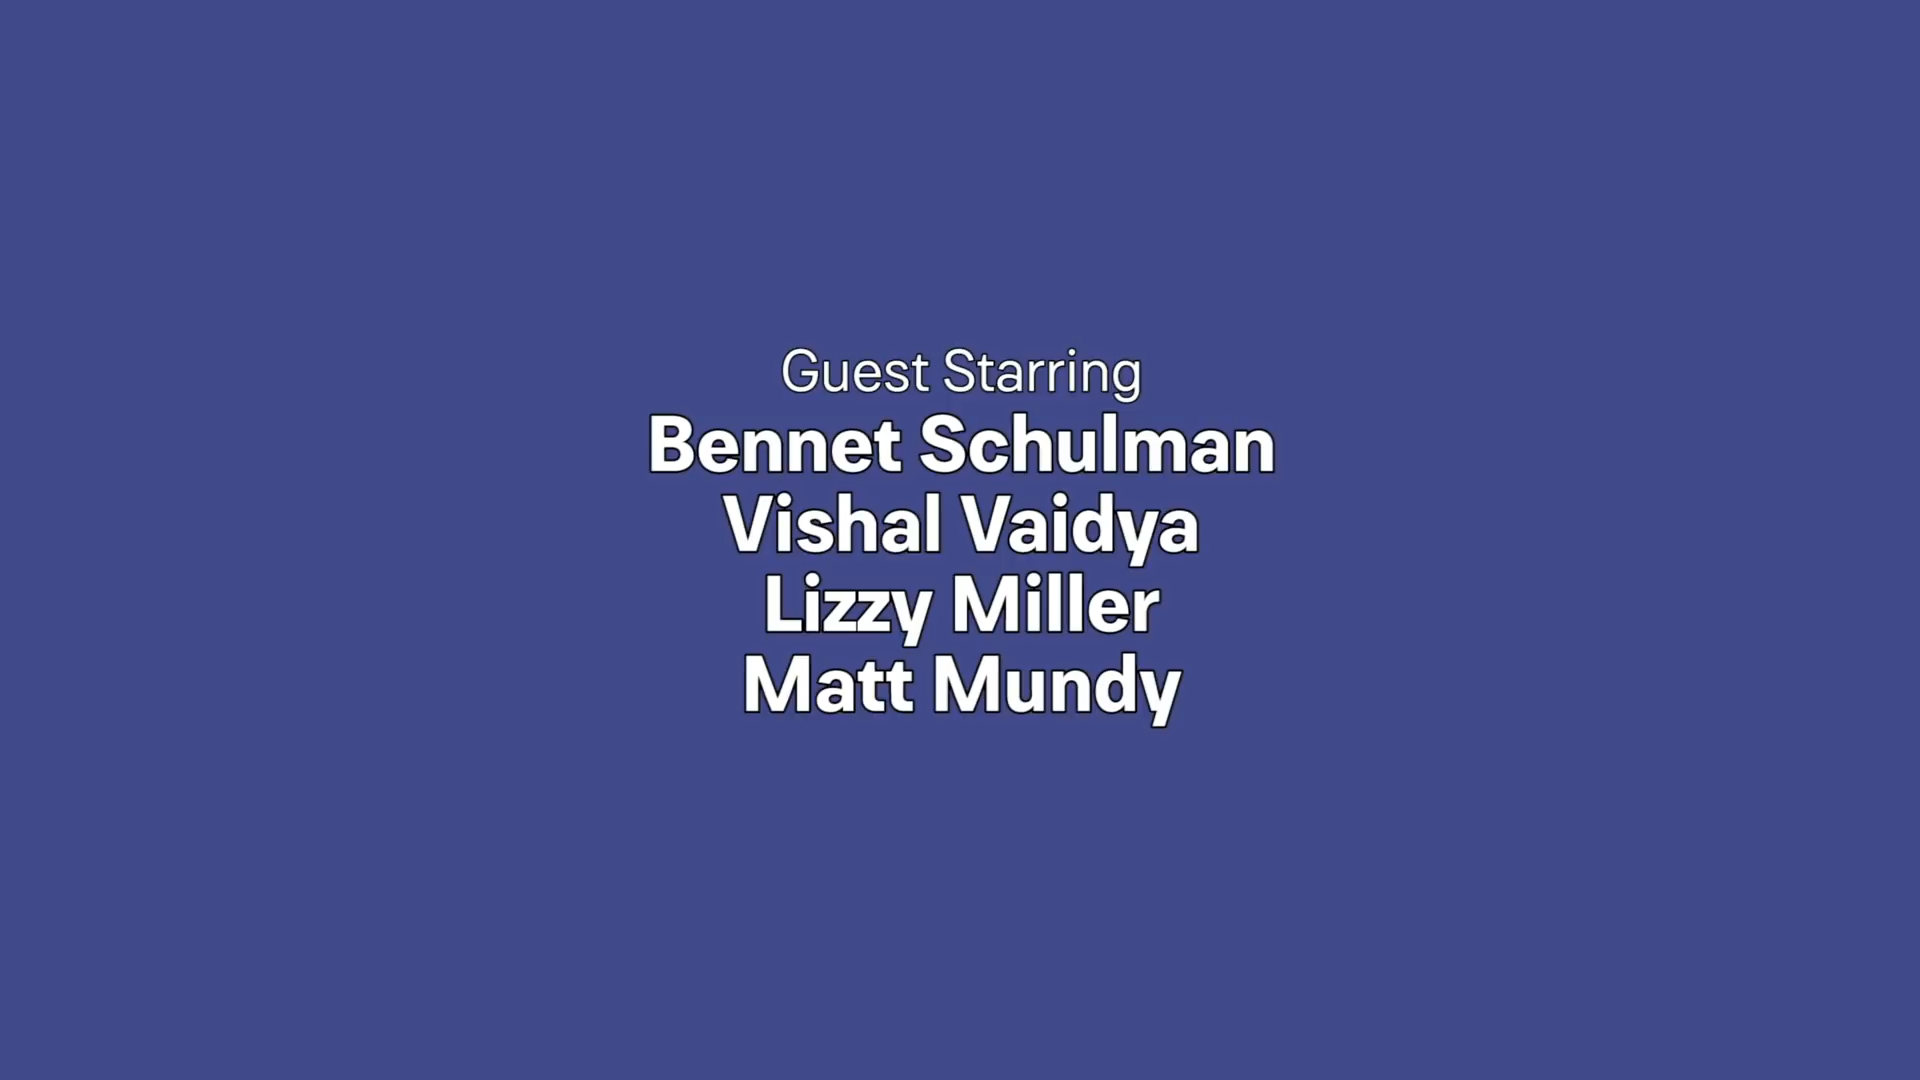 Guest Starring
Bennet Schulman
Vishal Vaidya
Lizzy Miller
Matt Mundy